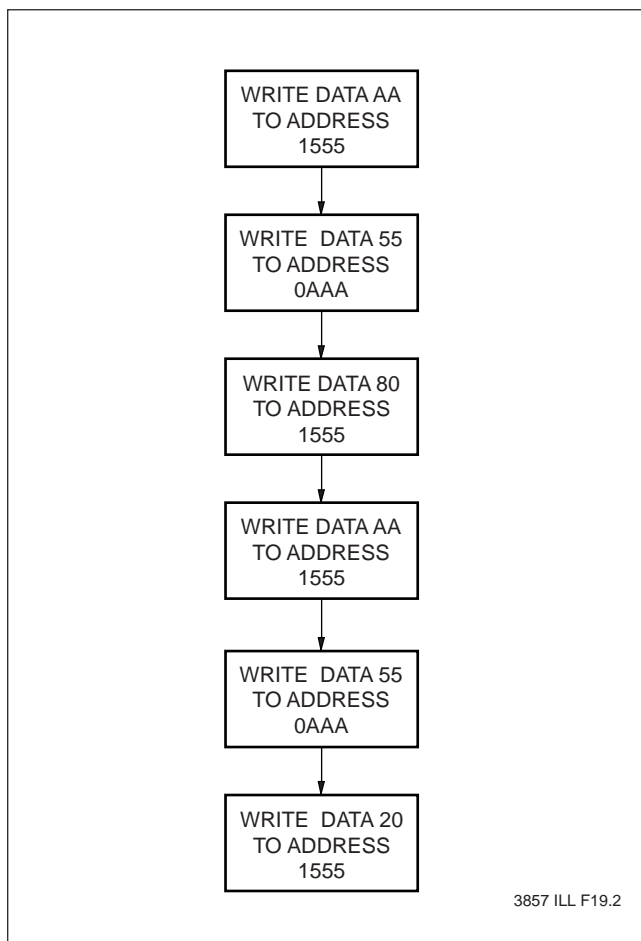 WRITE DATA AA
TO ADDRESS
1555
WRITE DATA 55
TO ADDRESS
0AAA
WRITE DATA 80
TO ADDRESS
1555
WRITE DATA AA
TO ADDRESS
1555
WRITE DATA 55
TO ADDRESS
0AAA
WRITE DATA 20
TO ADDRESS
1555
3857 ILL F19.2